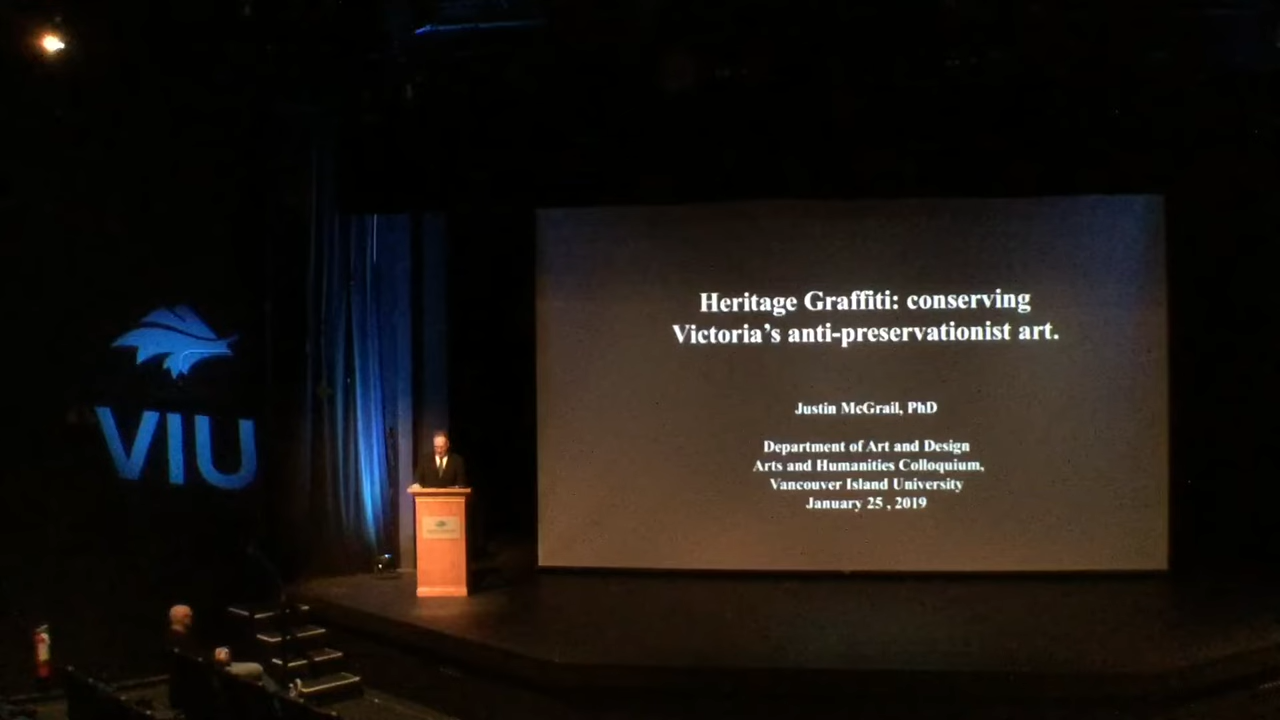 VIU
Heritage Graffiti: conserving
Victoria's anti-preservationist art.
Justin McGrail, PhD
Department of Art and Design
Arts and Humanities Colloquium,
Vancouver Island University
January 25 , 2019